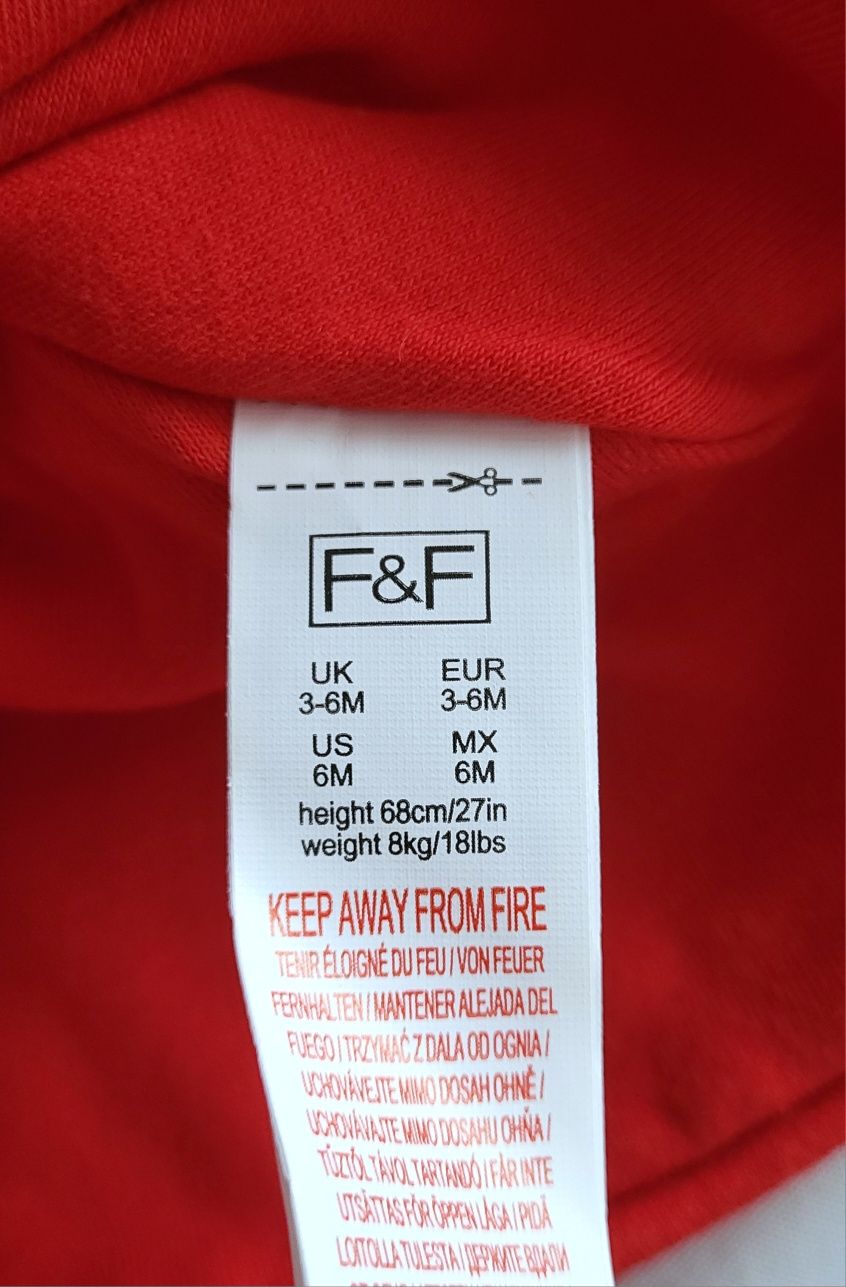 F&F
UK EUR
3-6M 3-6M
US MX
6M 6M
height 68cm/27in
weight 8kg/18lbs
KEEP AWAY FROM FIRE
TENIR ÉLOIGNÉ DU FEU / VON FEUER
FERNHALTEN / MANTENER ALEJADA DEL
FUEGO / TRZYMAĆ Z DALA OD OGNIA /
UCHOVÁVEJTE MIMO DOSAH OHNĚ /
UCHOVÁVAJTE MIMO DOSAHU OHŇA /
TŰZTŐL TÁVOL TARTANDÓ / FÅR INTE
UTSÄTTAS FÖR ÖPPEN LÅGA / PIDÄ
LOITOLLA TULESTA / ДЕРЖИТЕ ВДАЛИ